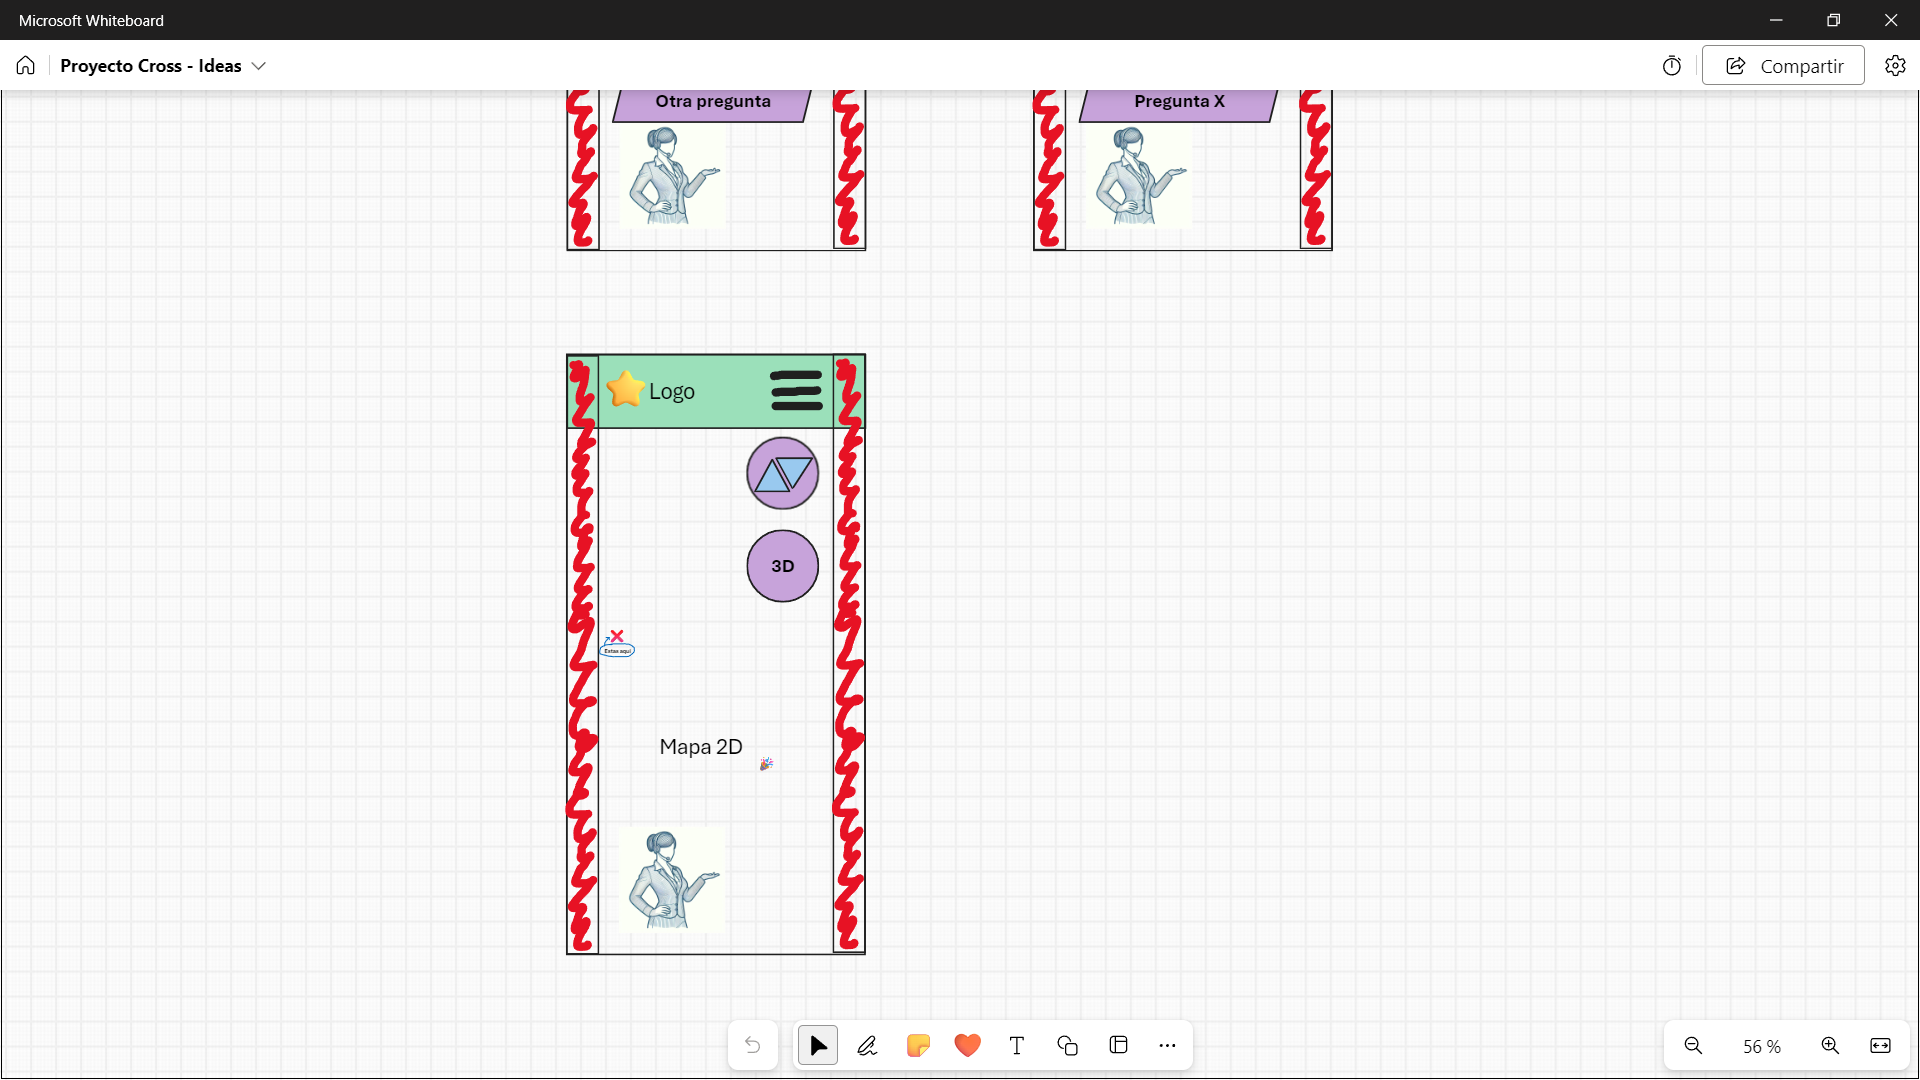 Microsoft Whiteboard
Proyecto Cross - Ideas
Compartir
Otra pregunta
Pregunta X
Logo
3D
Estas aquí
Mapa 2D
56 %